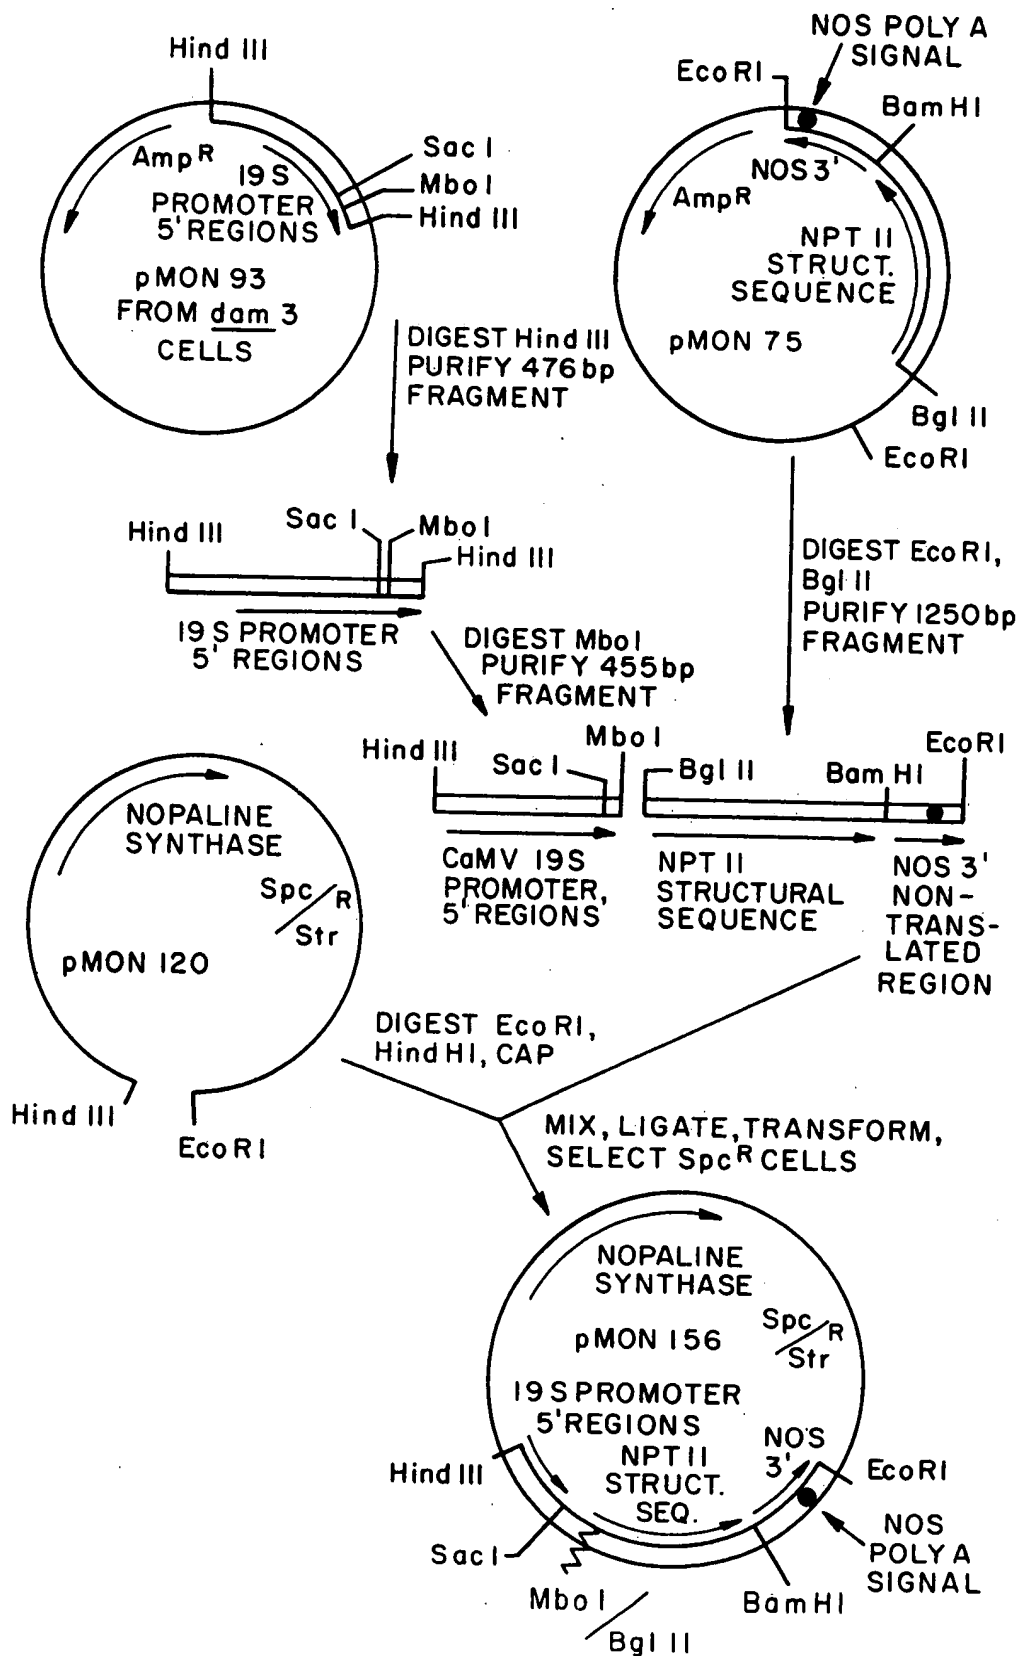 Hind III
Amp R
19 S
PROMOTER
5' REGIONS
Sac I
Mbo I
Hind III
pMON 93
FROM dam 3
CELLS
NOS POLY A
SIGNAL
Eco RI
Bam HI
NOS 3'
Amp R
NPT II
STRUCT.
SEQUENCE
pMON 75
Bgl II
Eco RI
DIGEST Hind III
PURIFY 476 bp
FRAGMENT
Hind III
Sac I
Mbo I
Hind III
19 S PROMOTER
5' REGIONS
DIGEST Mbo I
PURIFY 455 bp
FRAGMENT
DIGEST Eco RI,
Bgl II
PURIFY 1250 bp
FRAGMENT
Hind III
Sac I
Mbo I
Bgl II
Bam HI
Eco RI
CaMV 19S
PROMOTER,
5' REGIONS
NPT II
STRUCTURAL
SEQUENCE
NOS 3'
NON-
TRANS-
LATED
REGION
NOPALINE
SYNTHASE
Spc/Str R
pMON 120
Hind III
Eco RI
DIGEST Eco RI,
Hind HI, CAP
MIX, LIGATE, TRANSFORM,
SELECT Spc R CELLS
NOPALINE
SYNTHASE
pMON 156
Spc/Str R
19 S PROMOTER
5' REGIONS
NPT II
STRUCT.
SEQ.
NOS
3'
Hind III
Eco RI
Sac I
NOS
POLY A
SIGNAL
Mbo I/
Bgl II
Bam HI